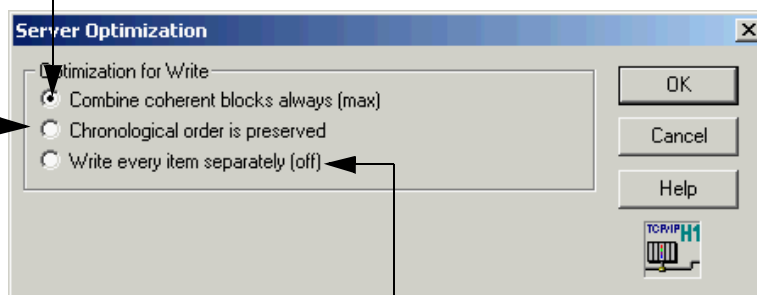 Server Optimization
Optimization for Write
Combine coherent blocks always (max)
Chronological order is preserved
Write every item separately (off)
OK
Cancel
Help
TCP/IP H1